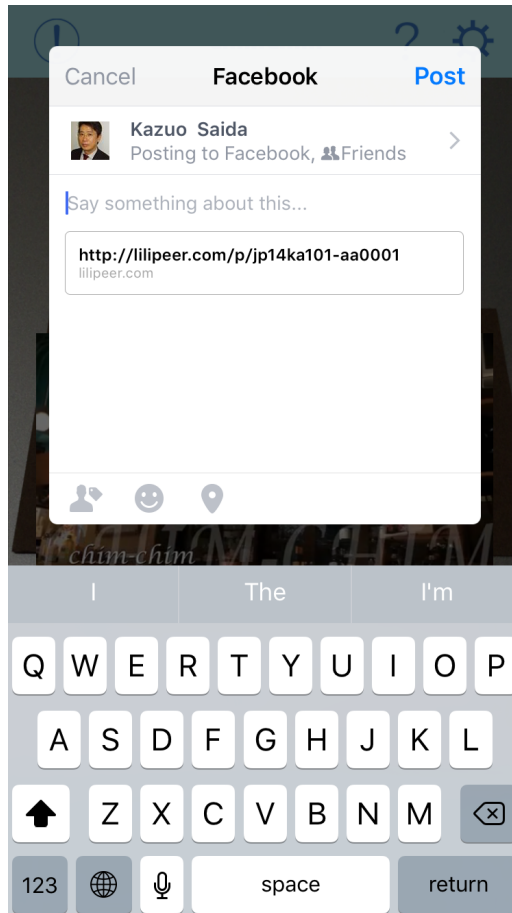 ?
Cancel Facebook Post
Kazuo Saida
Posting to Facebook, Friends
Say something about this...
http://lilipeer.com/p/jp14ka101-aa0001
lilipeer.com
chim-chim
I The I'm
Q W E R T Y U I O P
A S D F G H J K L
Z X C V B N M
123 space return